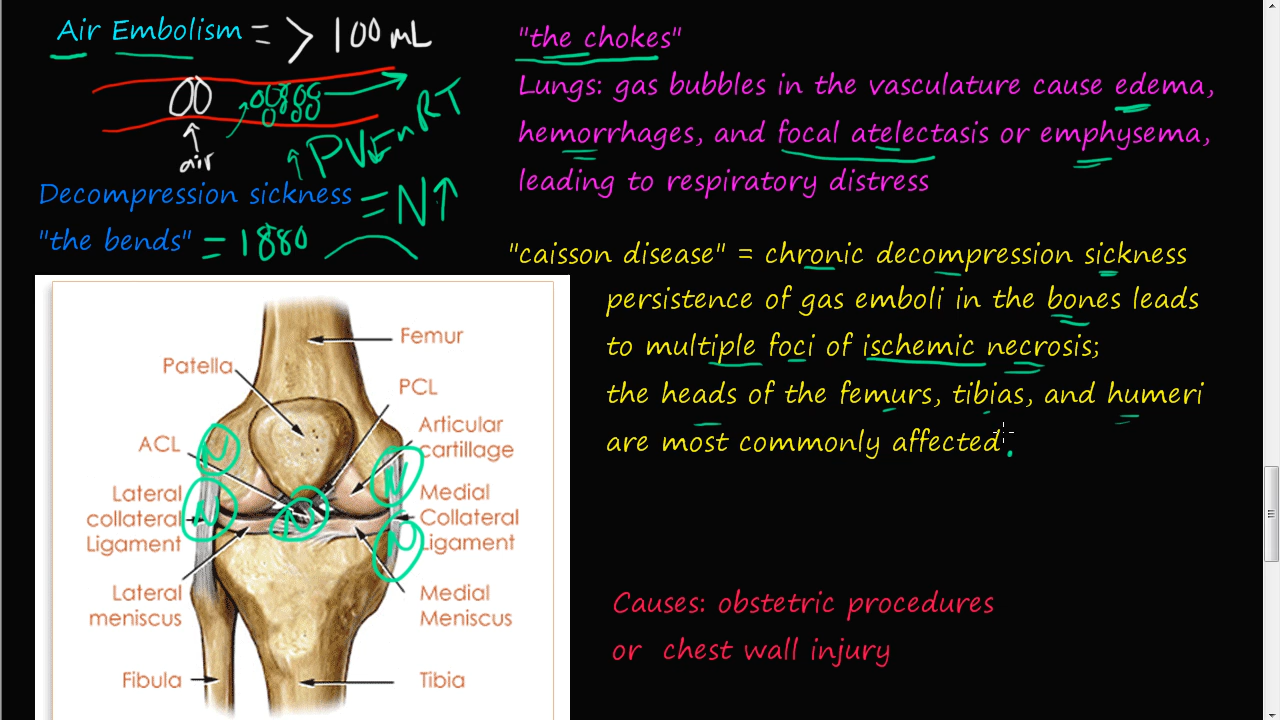 Air Embolism = > 100 mL
air
↑ PV = nRT
Decompression sickness = N↑
"the bends" = 1880
"the chokes"
Lungs: gas bubbles in the vasculature cause edema,
hemorrhages, and focal atelectasis or emphysema,
leading to respiratory distress
"caisson disease" = chronic decompression sickness
persistence of gas emboli in the bones leads
to multiple foci of ischemic necrosis;
the heads of the femurs, tibias, and humeri
are most commonly affected.
Causes: obstetric procedures
or chest wall injury
Femur
Patella
PCL
ACL
Articular
cartillage
Lateral
collateral
Ligament
Medial
Collateral
Ligament
Lateral
meniscus
Medial
Meniscus
Fibula
Tibia
N
N
N
N
N